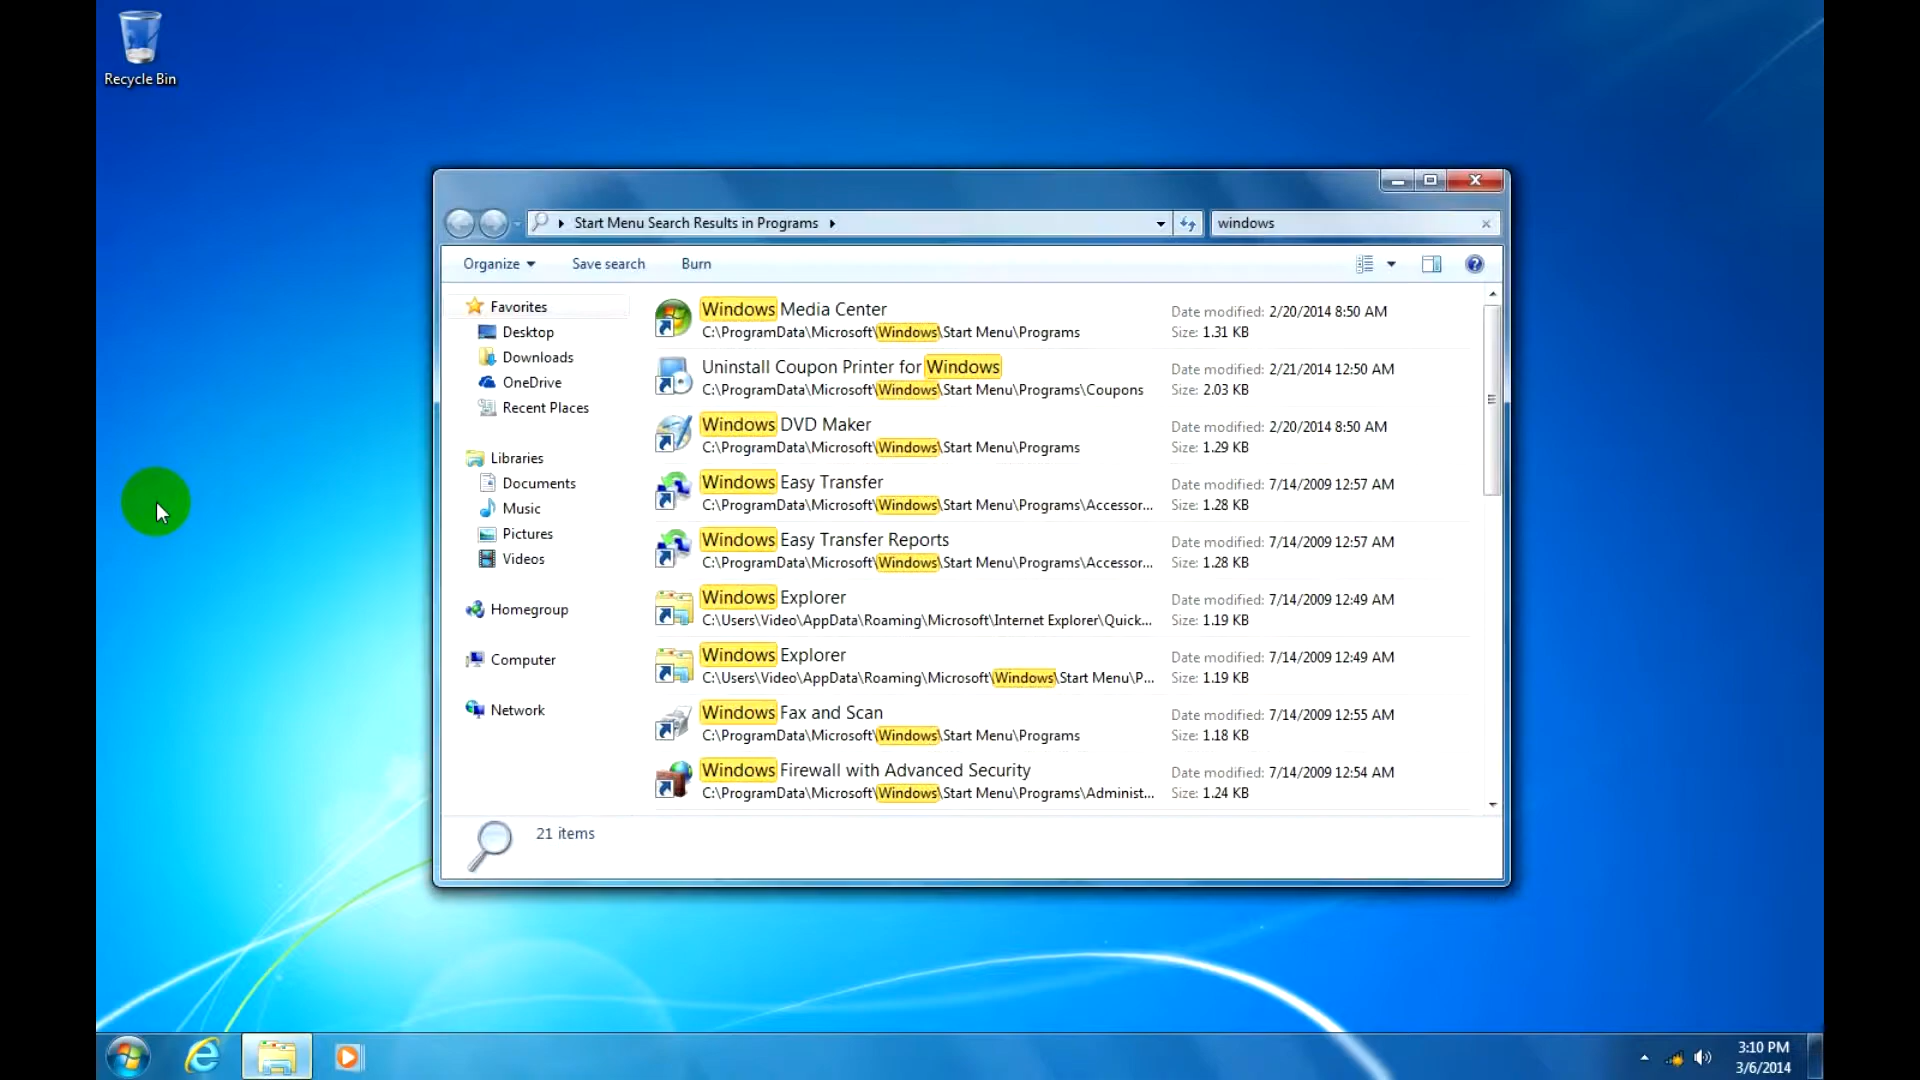 Recycle Bin
Start Menu Search Results in Programs
windows
Organize
Save search
Burn
Favorites
Desktop
Downloads
OneDrive
Recent Places
Libraries
Documents
Music
Pictures
Videos
Homegroup
Computer
Network
Windows Media Center
C:\ProgramData\Microsoft\Windows\Start Menu\Programs
Date modified: 2/20/2014 8:50 AM
Size: 1.31 KB
Uninstall Coupon Printer for Windows
C:\ProgramData\Microsoft\Windows\Start Menu\Programs\Coupons
Date modified: 2/21/2014 12:50 AM
Size: 2.03 KB
Windows DVD Maker
C:\ProgramData\Microsoft\Windows\Start Menu\Programs
Date modified: 2/20/2014 8:50 AM
Size: 1.29 KB
Windows Easy Transfer
C:\ProgramData\Microsoft\Windows\Start Menu\Programs\Accessor...
Date modified: 7/14/2009 12:57 AM
Size: 1.28 KB
Windows Easy Transfer Reports
C:\ProgramData\Microsoft\Windows\Start Menu\Programs\Accessor...
Date modified: 7/14/2009 12:57 AM
Size: 1.28 KB
Windows Explorer
C:\Users\Video\AppData\Roaming\Microsoft\Internet Explorer\Quick...
Date modified: 7/14/2009 12:49 AM
Size: 1.19 KB
Windows Explorer
C:\Users\Video\AppData\Roaming\Microsoft\Windows\Start Menu\P...
Date modified: 7/14/2009 12:49 AM
Size: 1.19 KB
Windows Fax and Scan
C:\ProgramData\Microsoft\Windows\Start Menu\Programs
Date modified: 7/14/2009 12:55 AM
Size: 1.18 KB
Windows Firewall with Advanced Security
C:\ProgramData\Microsoft\Windows\Start Menu\Programs\Administ...
Date modified: 7/14/2009 12:54 AM
Size: 1.24 KB
21 items
3:10 PM
3/6/2014